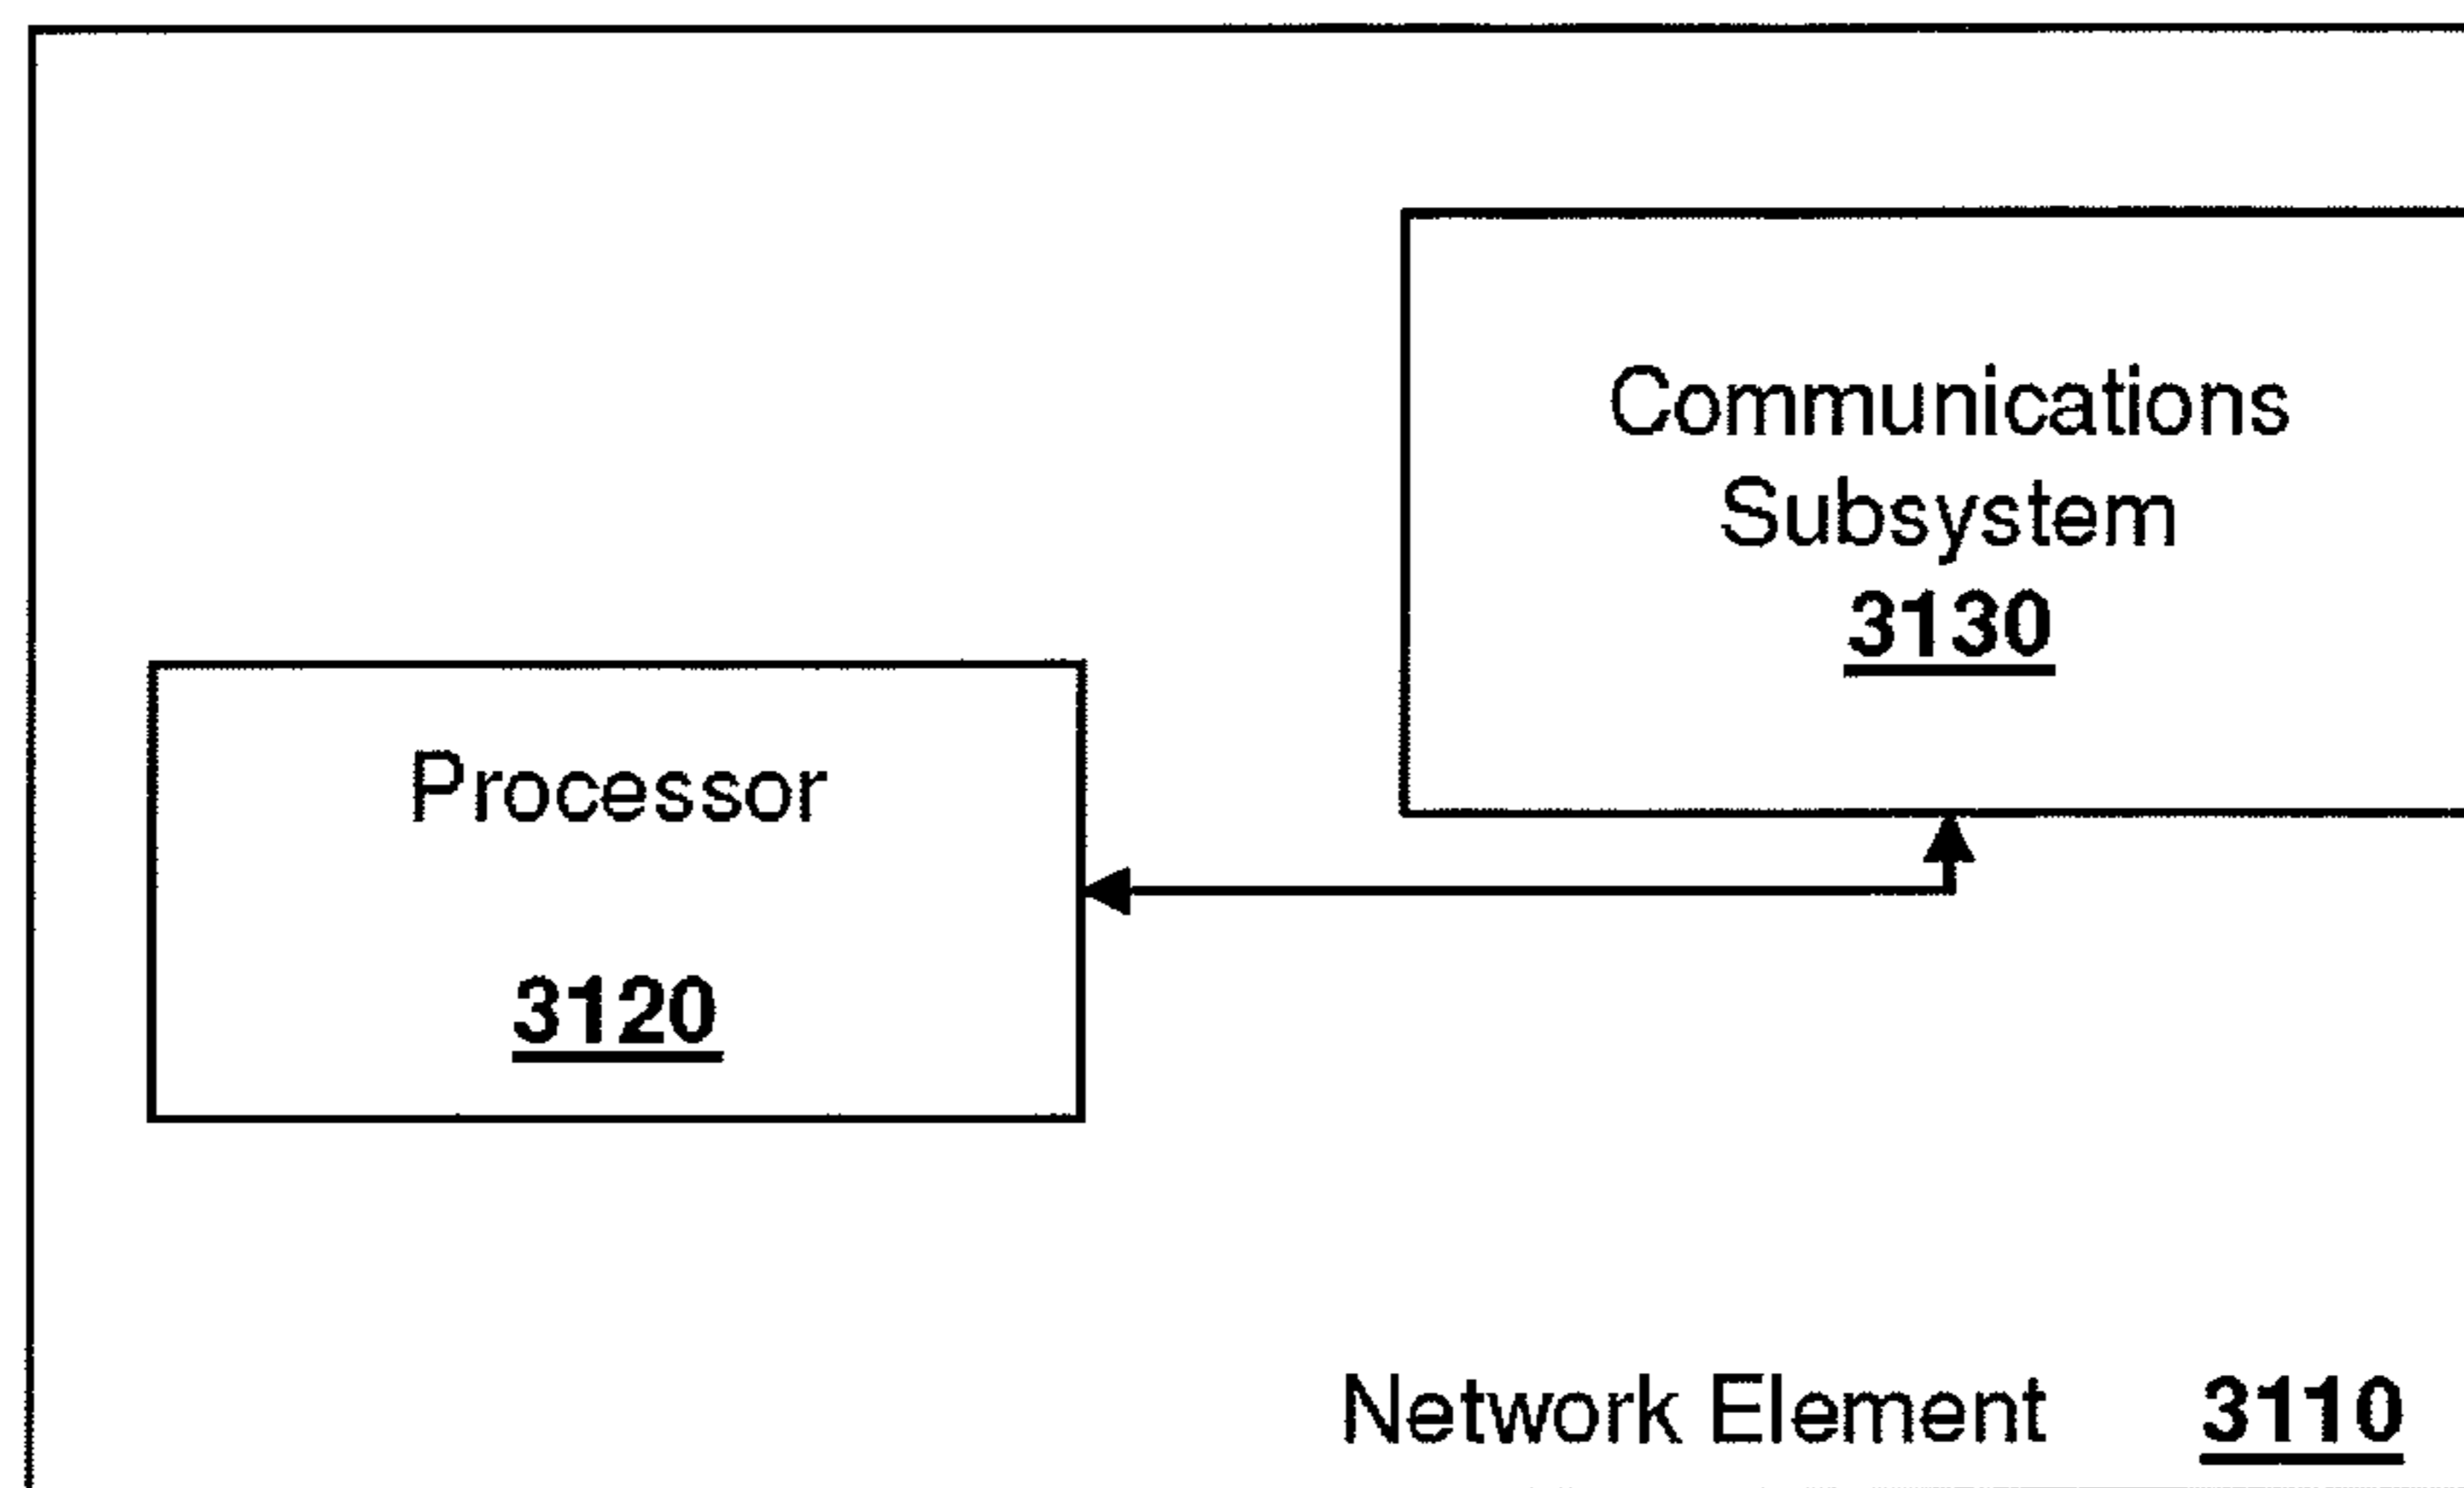 Communications
Subsystem
3130
Processor
3120
Network Element 3110